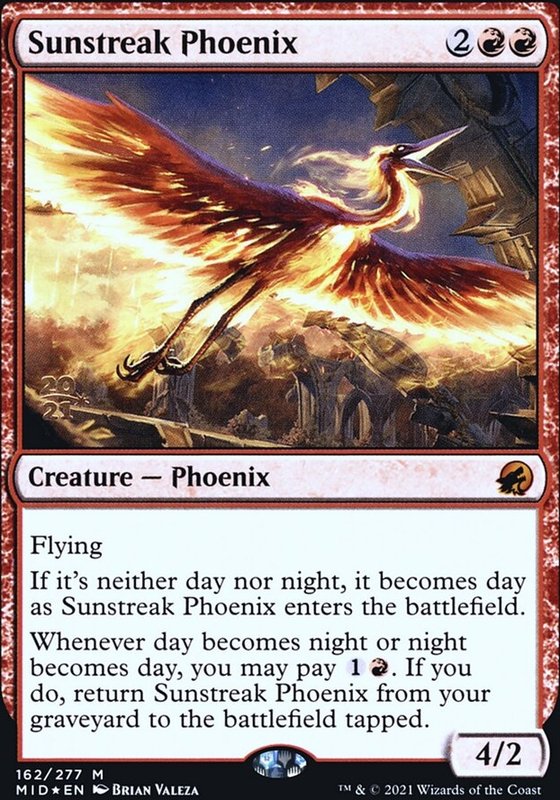 Sunstreak Phoenix 2
20
21
Creature — Phoenix
Flying
If it's neither day nor night, it becomes day
as Sunstreak Phoenix enters the battlefield.
Whenever day becomes night or night
becomes day, you may pay 1 . If you
do, return Sunstreak Phoenix from your
graveyard to the battlefield tapped.
4/2
162/277 M
MID★EN Brian Valeza
™ & © 2021 Wizards of the Coast